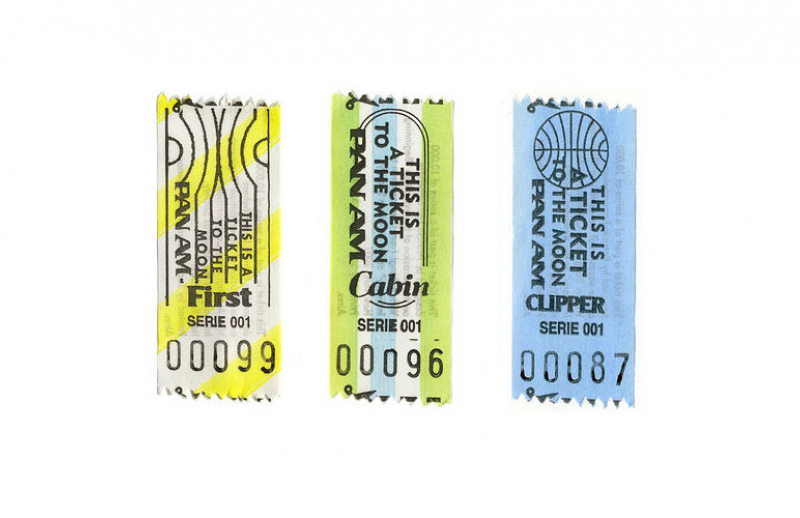 THIS IS A
TICKET
TO THE
MOON
PAN AM™
First
SERIE 001
00099
THIS IS
A TICKET
TO THE MOON
PAN AM
Cabin
SERIE 001
00096
THIS IS
A TICKET
TO THE MOON
PAN AM
CLIPPER
SERIE 001
00087